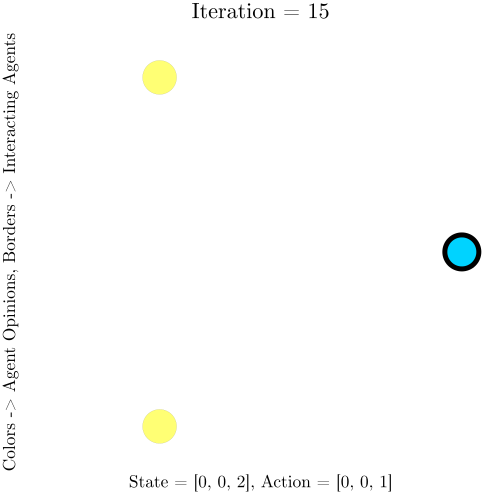 Iteration = 15
Colors -> Agent Opinions, Borders -> Interacting Agents
State = [0, 0, 2], Action = [0, 0, 1]